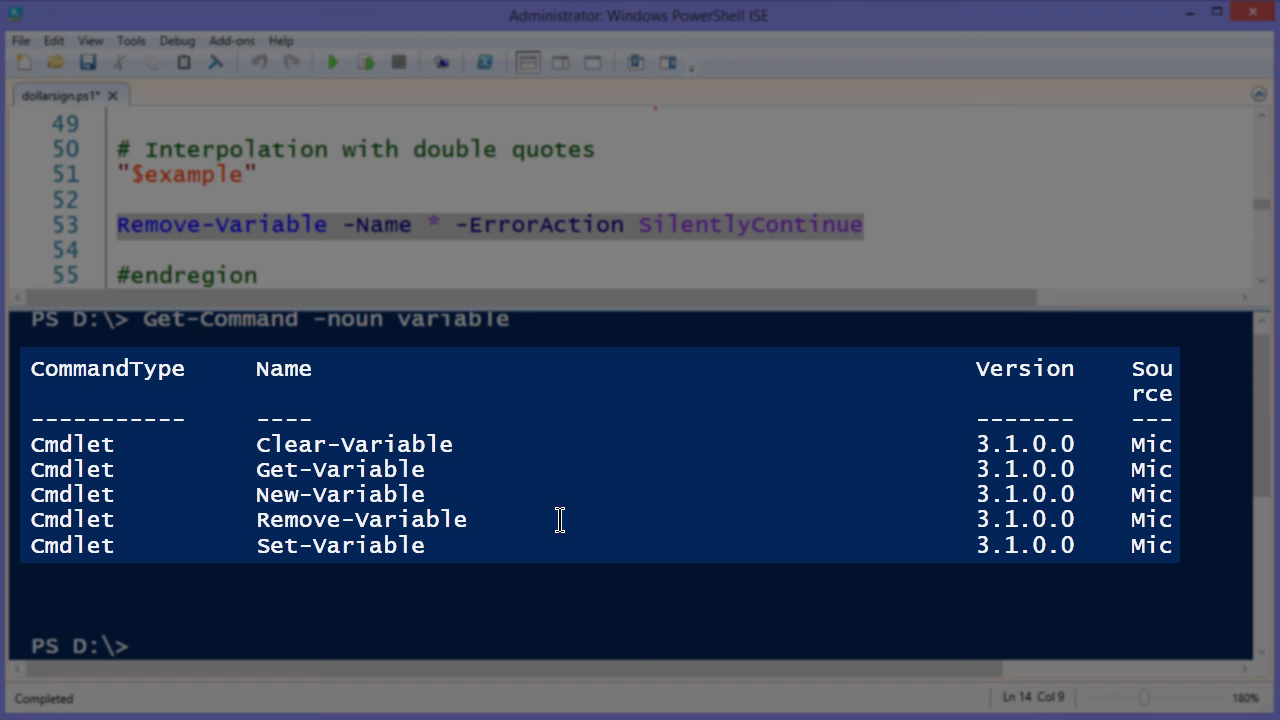 Administrator: Windows PowerShell ISE
File Edit View Tools Debug Add-ons Help
dollarsign.ps1*
49
50 # Interpolation with double quotes
51 "$example"
52
53 Remove-Variable -Name * -ErrorAction SilentlyContinue
54
55 #endregion
PS D:\> Get-Command -noun variable
CommandType Name Version Sou
rce
----------- ---- ------- ---
Cmdlet Clear-Variable 3.1.0.0 Mic
Cmdlet Get-Variable 3.1.0.0 Mic
Cmdlet New-Variable 3.1.0.0 Mic
Cmdlet Remove-Variable 3.1.0.0 Mic
Cmdlet Set-Variable 3.1.0.0 Mic
PS D:\>
Completed Ln 14 Col 9 180%